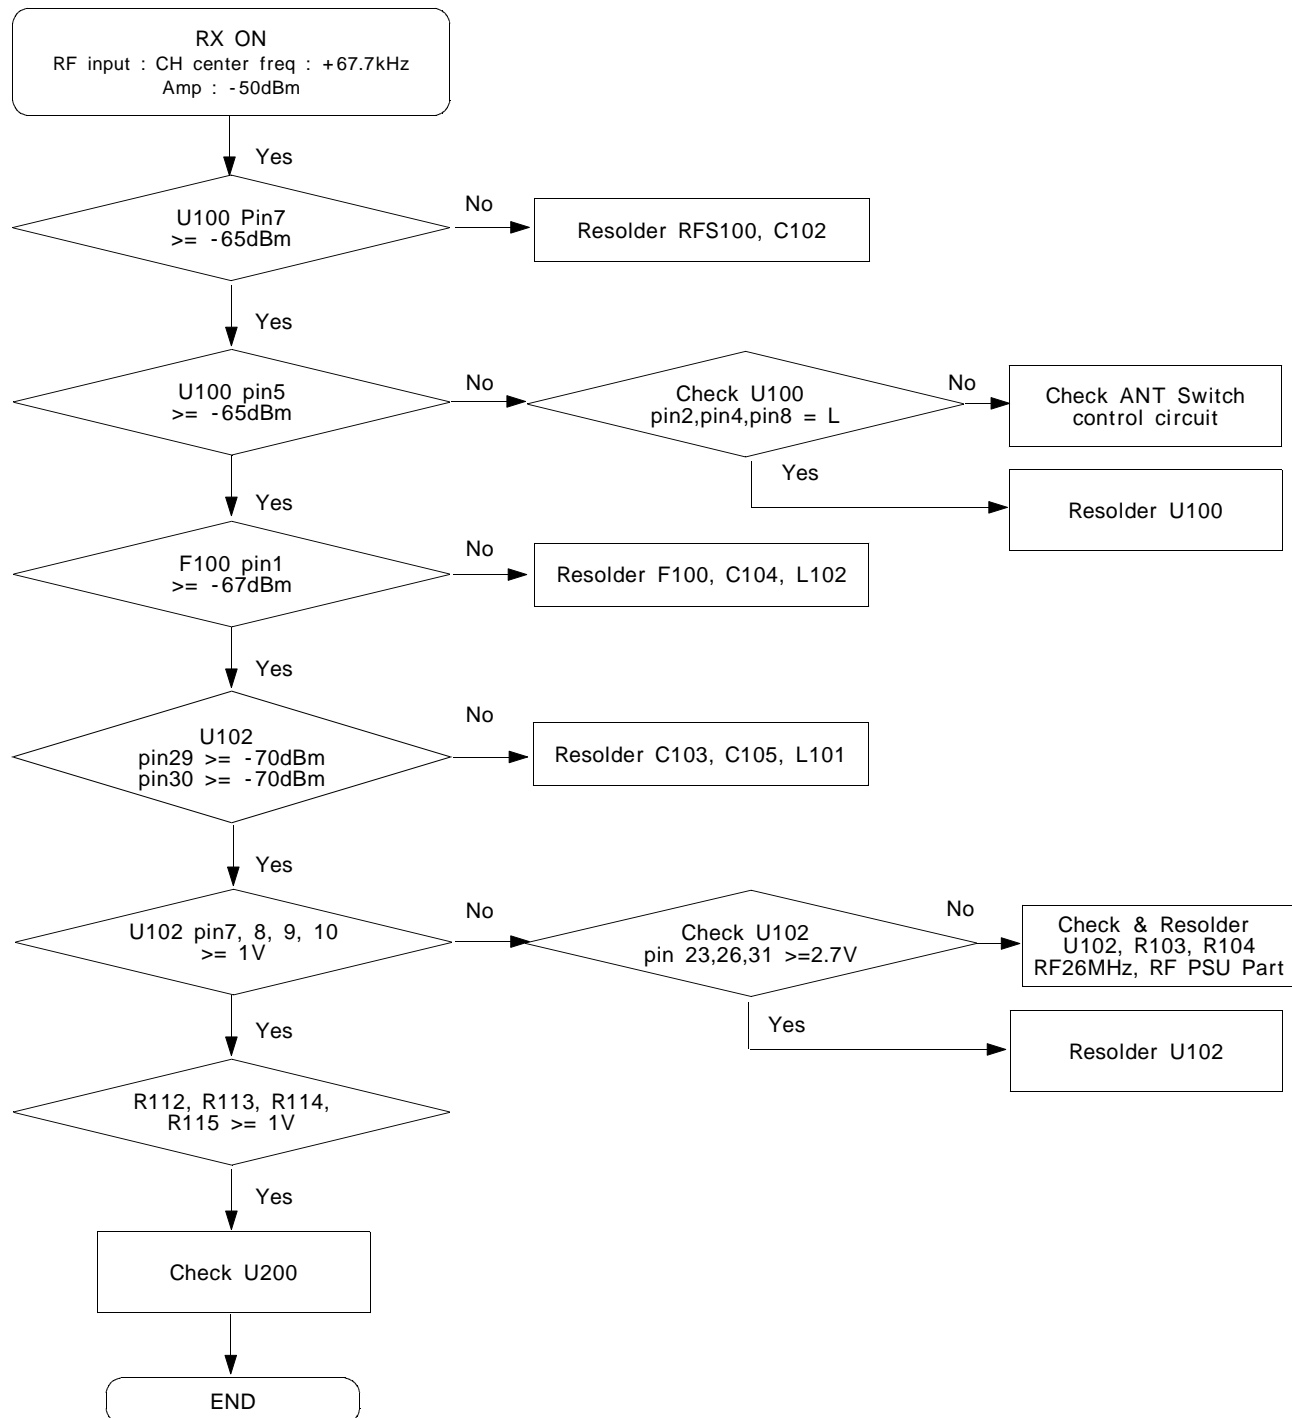 RX ON
RF input : CH center freq : +67.7kHz
Amp : -50dBm
Yes
U100 Pin7
>= -65dBm
No
Resolder RFS100, C102
Yes
U100 pin5
>= -65dBm
No
Check U100
pin2,pin4,pin8 = L
No
Check ANT Switch
control circuit
Yes
Resolder U100
Yes
F100 pin1
>= -67dBm
No
Resolder F100, C104, L102
Yes
U102
pin29 >= -70dBm
pin30 >= -70dBm
No
Resolder C103, C105, L101
Yes
U102 pin7, 8, 9, 10
>= 1V
No
Check U102
pin 23,26,31 >=2.7V
No
Check & Resolder
U102, R103, R104
RF26MHz, RF PSU Part
Yes
Resolder U102
Yes
R112, R113, R114,
R115 >= 1V
Yes
Check U200
END